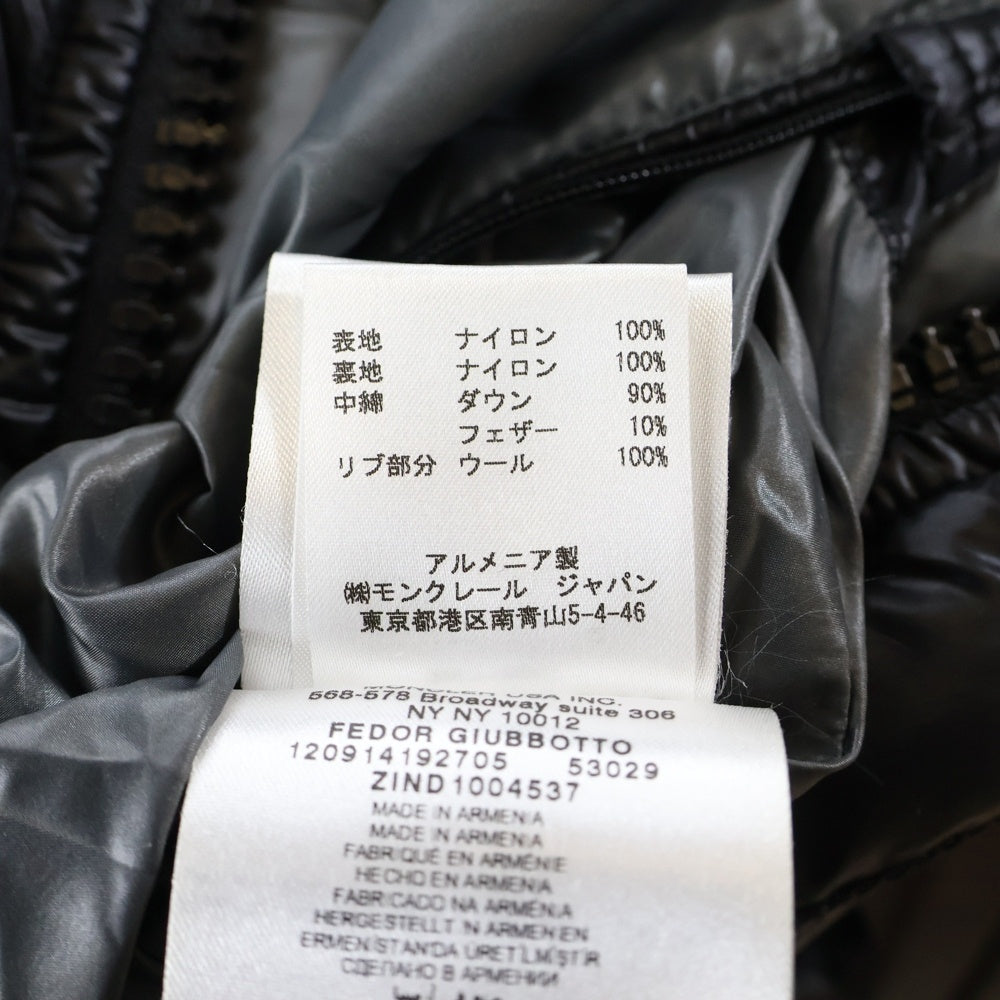 表地 ナイロン 100%
裏地 ナイロン 100%
中綿 ダウン 90%
フェザー 10%
リブ部分 ウール 100%
アルメニア製
㈱モンクレール ジャパン
東京都港区南青山5-4-46
MONCLER USA INC.
568-578 Broadway suite 306
NY NY 10012
FEDOR GIUBBOTTO
120914192705 53029
ZIND1004537
MADE IN ARMENIA
MADE IN ARMENIA
FABRIQUÉ EN ARMÉNIE
HECHO EN ARMENIA
FABRICADO NA ARMENIA
HERGESTELLT IN ARMENIEN
ERMENISTAN'DA ÜRETILMIŞTIR
СДЕЛАНО В АРМЕНИИ